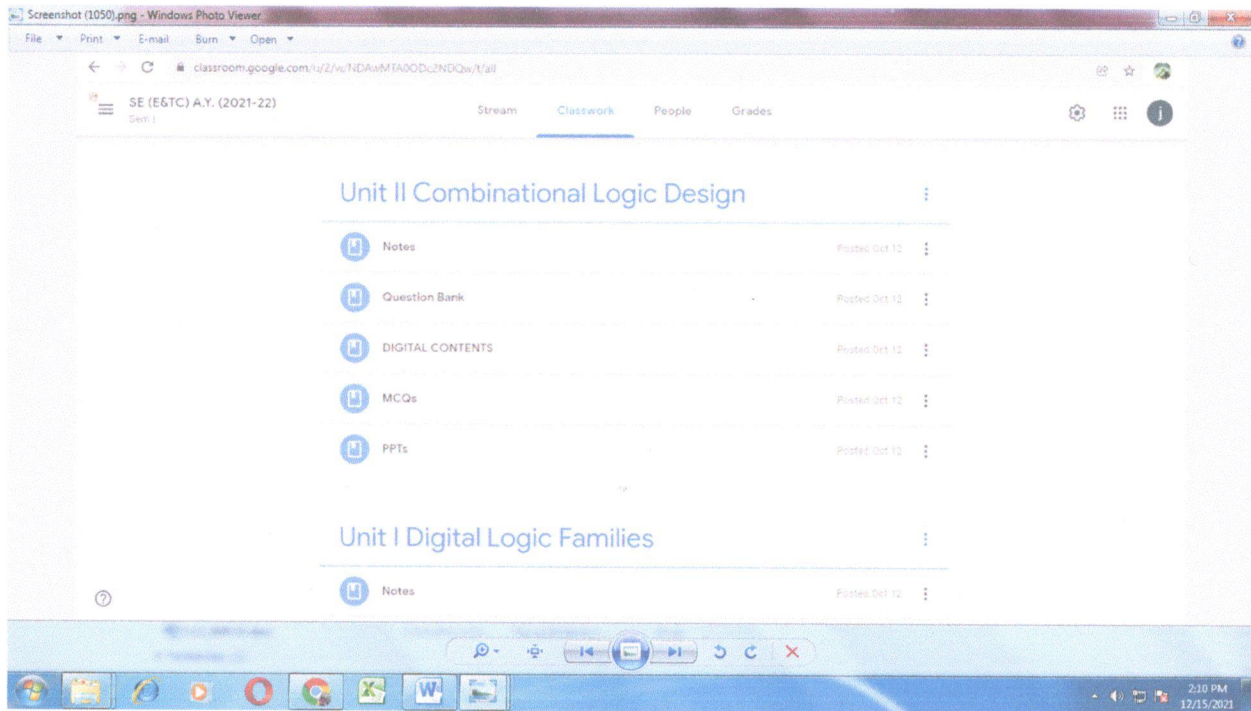 Screenshot (1050).png - Windows Photo Viewer
File Print E-mail Burn Open
SE (E&TC) A.Y. (2021-22)
Sem I
Stream Classwork People Grades
j
Unit II Combinational Logic Design
Notes Posted Oct 12
Question Bank Posted Oct 12
DIGITAL CONTENTS Posted Oct 12
MCQs Posted Oct 12
PPTs Posted Oct 12
Unit I Digital Logic Families
Notes Posted Oct 12
2:10 PM
12/15/2021